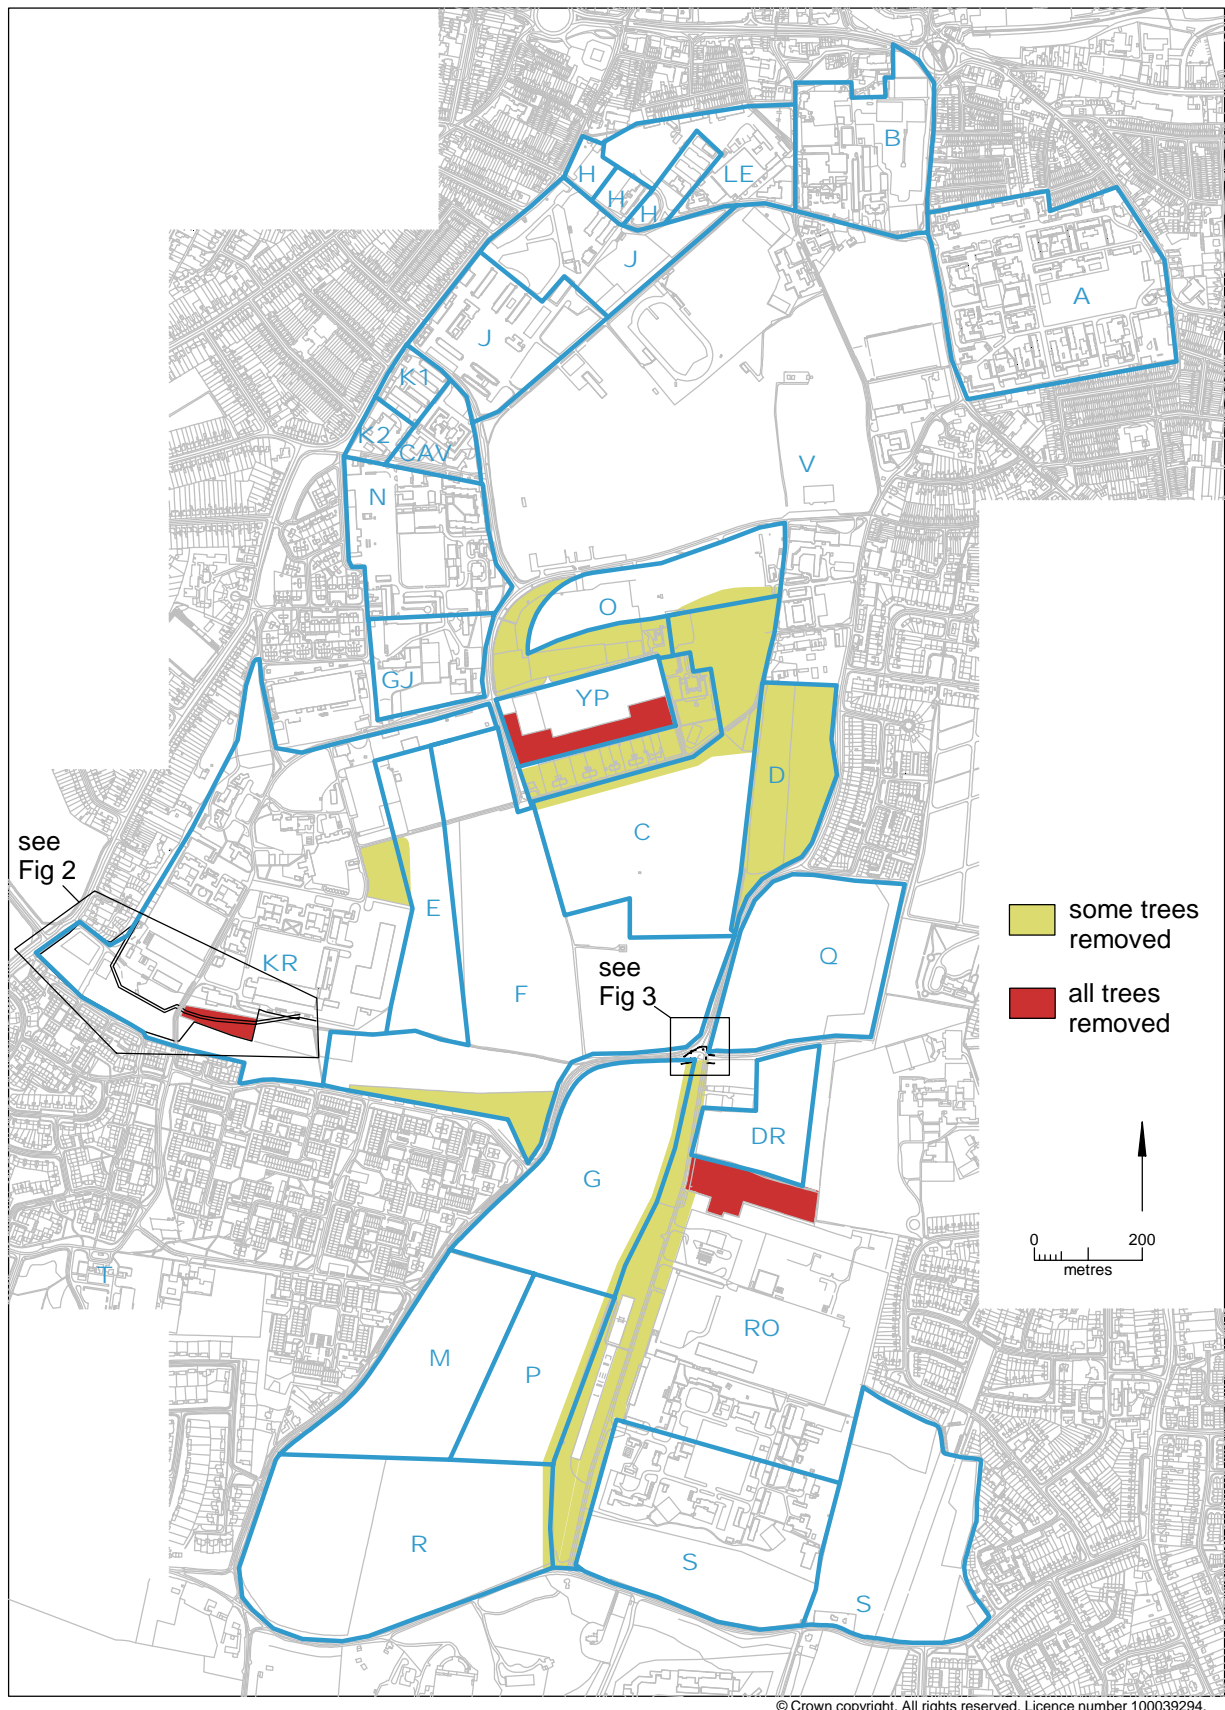 B
LE
H
H
H
J
A
J
K1
K2
CAV
V
N
O
GJ
YP
D
C
see
Fig 2
E
some trees
removed
KR
F
see
Fig 3
Q
all trees
removed
DR
G
T
0
200
metres
RO
M
P
R
S
S
© Crown copyright. All rights reserved. Licence number 100039294.